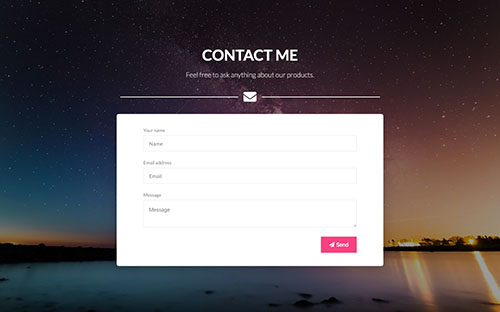 CONTACT ME
Feel free to ask anything about our products.
Your name
Name
Email address
Email
Message
Message
Send